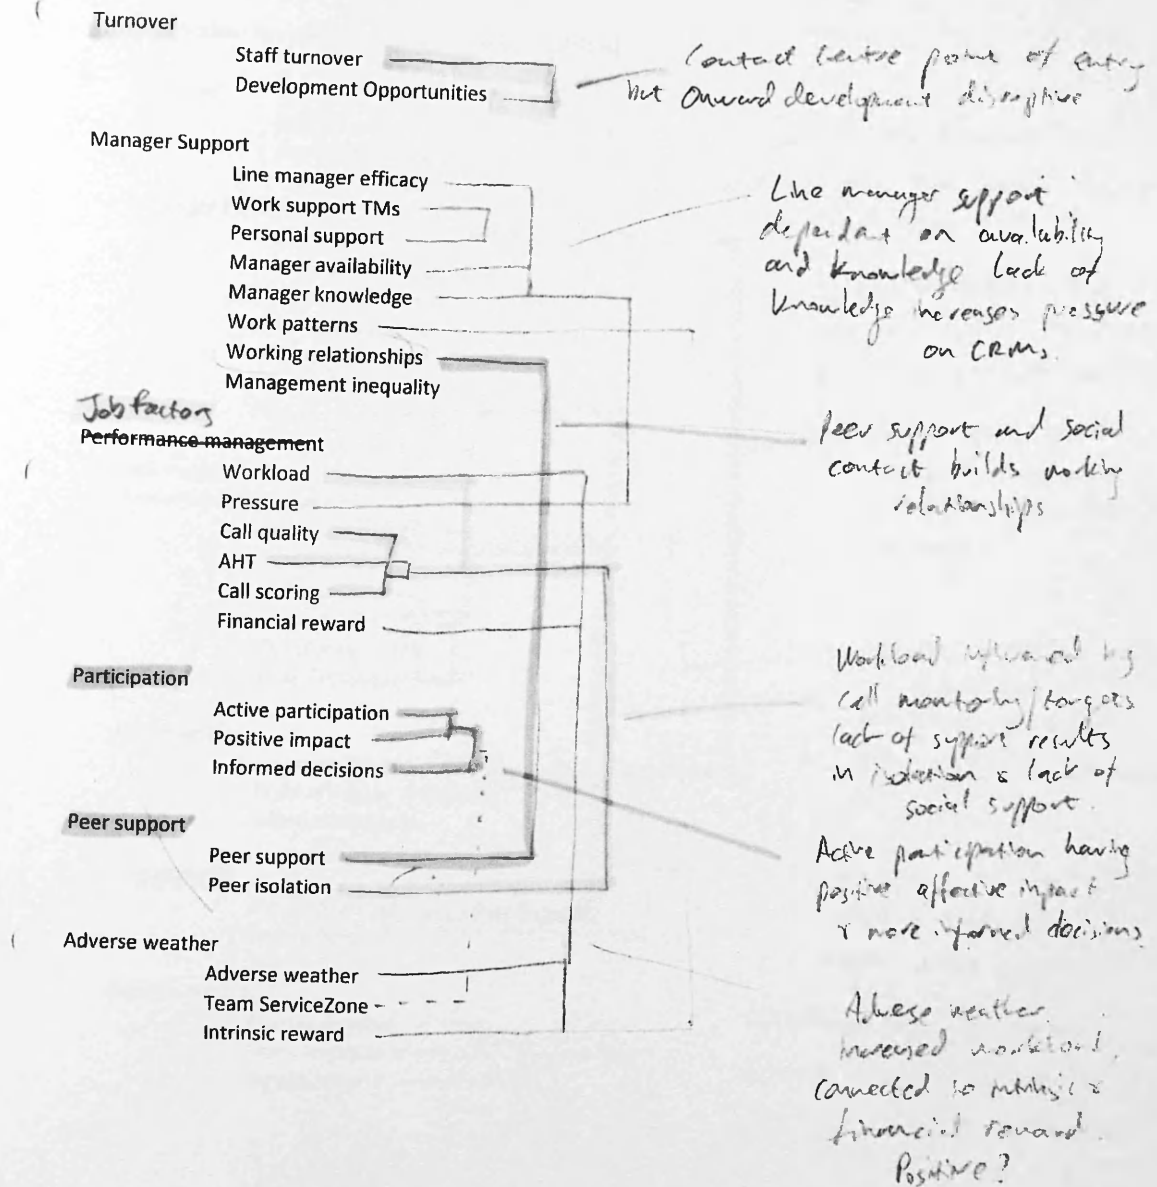 Turnover
Staff turnover
Development Opportunities
Contact Centre point of entry
but onward development disruptive
Manager Support
Line manager efficacy
Work support TMs
Personal support
Manager availability
Manager knowledge
Work patterns
Working relationships
Management inequality
Line manager support
dependant on availability
and knowledge lack of
knowledge increases pressure
on CRMs.
Job factors
Performance management
Workload
Pressure
Call quality
AHT
Call scoring
Financial reward
Peer support and social
contact builds working
relationships
Participation
Active participation
Positive impact
Informed decisions
Workload influenced by
call monitoring/targets
lack of support results
in isolation & lack of
social support.
Peer support
Peer support
Peer isolation
Active participation having
positive affective impact
& more informed decisions
Adverse weather
Adverse weather
Team ServiceZone
Intrinsic reward
Adverse weather
increased workload,
connected to intrinsic &
financial reward.
Positive?